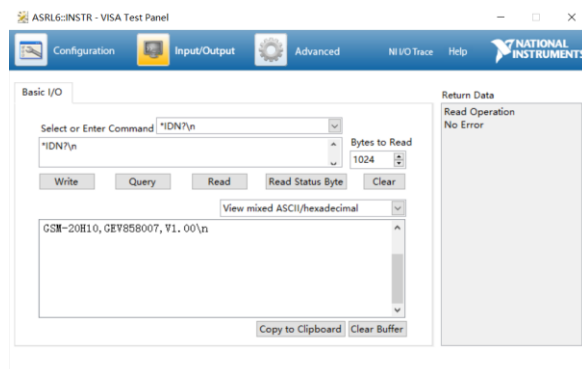 ASRL6::INSTR - VISA Test Panel
Configuration
Input/Output
Advanced
NI I/O Trace
Help
NATIONAL
INSTRUMENTS
Basic I/O
Select or Enter Command *IDN?\n
*IDN?\n
Bytes to Read
1024
Write Query Read Read Status Byte Clear
View mixed ASCII/hexadecimal
GSM-20H10,GEV858007,V1.00\n
Copy to Clipboard Clear Buffer
Return Data
Read Operation
No Error